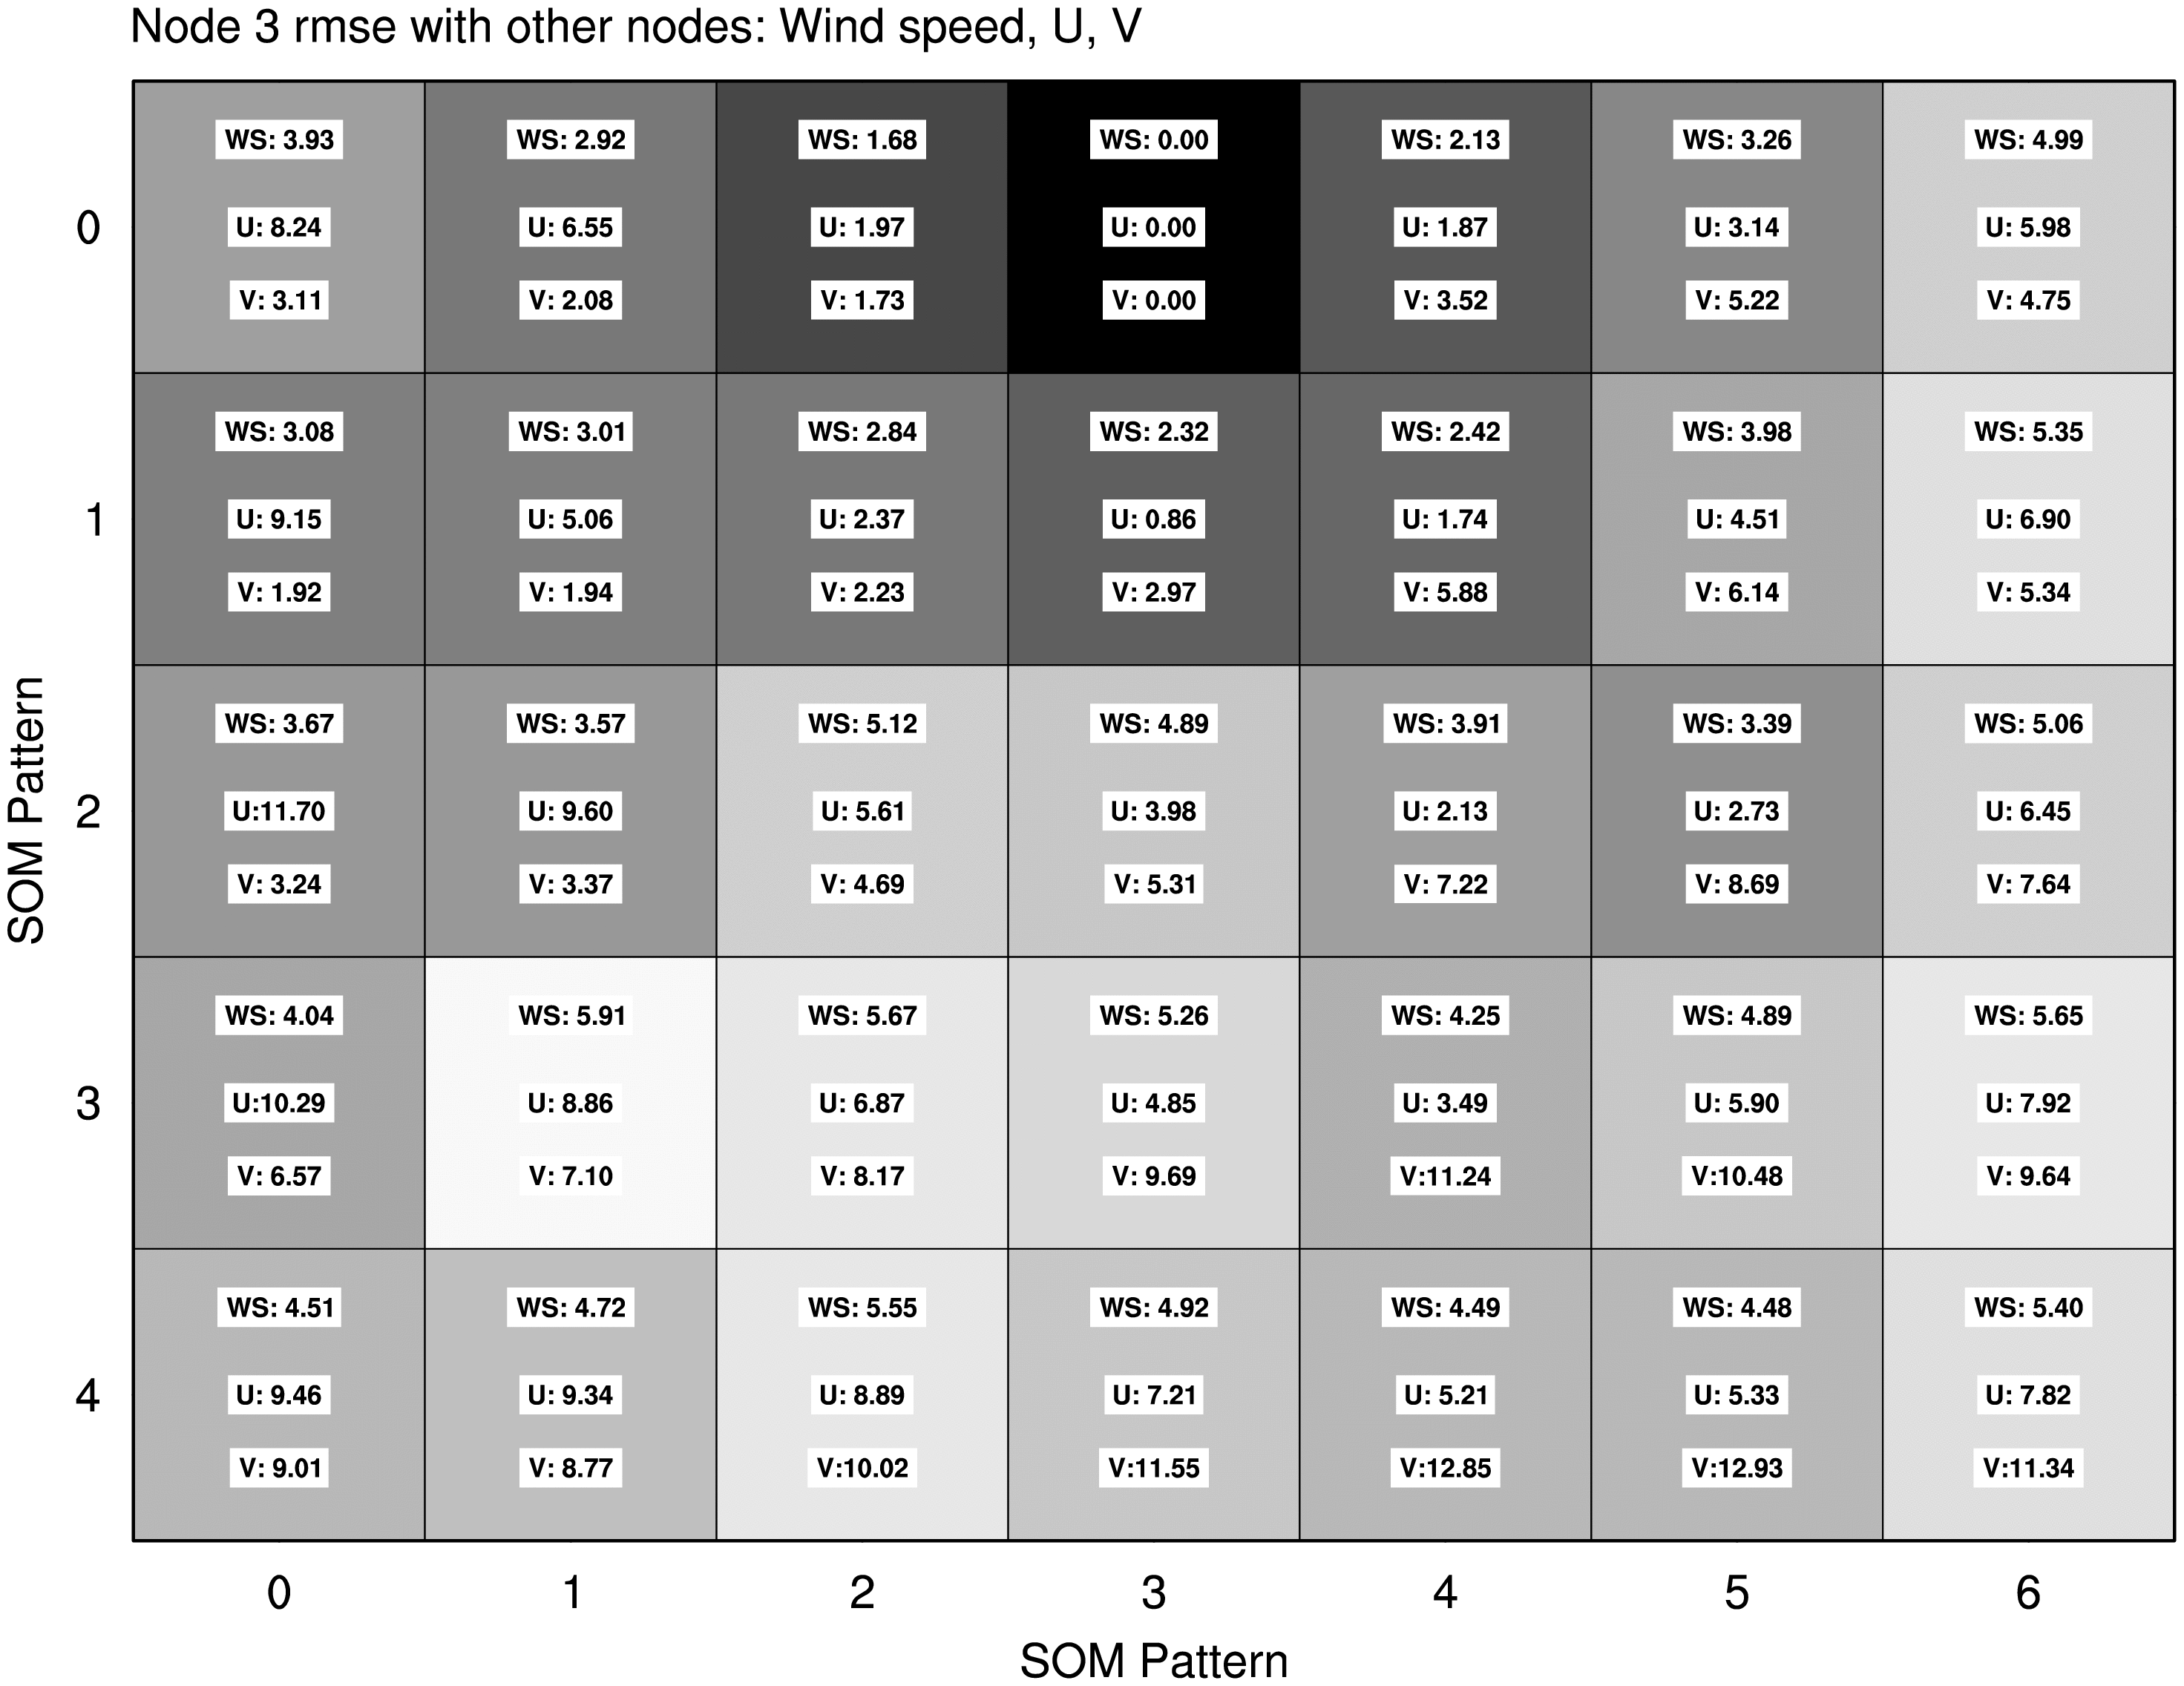 Node 3 rmse with other nodes: Wind speed, U, V
WS: 3.93 WS: 2.92 WS: 1.68 WS: 0.00 WS: 2.13 WS: 3.26 WS: 4.99
0 U: 8.24 U: 6.55 U: 1.97 U: 0.00 U: 1.87 U: 3.14 U: 5.98
V: 3.11 V: 2.08 V: 1.73 V: 0.00 V: 3.52 V: 5.22 V: 4.75
WS: 3.08 WS: 3.01 WS: 2.84 WS: 2.32 WS: 2.42 WS: 3.98 WS: 5.35
1 U: 9.15 U: 5.06 U: 2.37 U: 0.86 U: 1.74 U: 4.51 U: 6.90
V: 1.92 V: 1.94 V: 2.23 V: 2.97 V: 5.88 V: 6.14 V: 5.34
SOM Pattern
WS: 3.67 WS: 3.57 WS: 5.12 WS: 4.89 WS: 3.91 WS: 3.39 WS: 5.06
2 U:11.70 U: 9.60 U: 5.61 U: 3.98 U: 2.13 U: 2.73 U: 6.45
V: 3.24 V: 3.37 V: 4.69 V: 5.31 V: 7.22 V: 8.69 V: 7.64
WS: 4.04 WS: 5.91 WS: 5.67 WS: 5.26 WS: 4.25 WS: 4.89 WS: 5.65
3 U:10.29 U: 8.86 U: 6.87 U: 4.85 U: 3.49 U: 5.90 U: 7.92
V: 6.57 V: 7.10 V: 8.17 V: 9.69 V:11.24 V:10.48 V: 9.64
WS: 4.51 WS: 4.72 WS: 5.55 WS: 4.92 WS: 4.49 WS: 4.48 WS: 5.40
4 U: 9.46 U: 9.34 U: 8.89 U: 7.21 U: 5.21 U: 5.33 U: 7.82
V: 9.01 V: 8.77 V:10.02 V:11.55 V:12.85 V:12.93 V:11.34
0 1 2 3 4 5 6
SOM Pattern